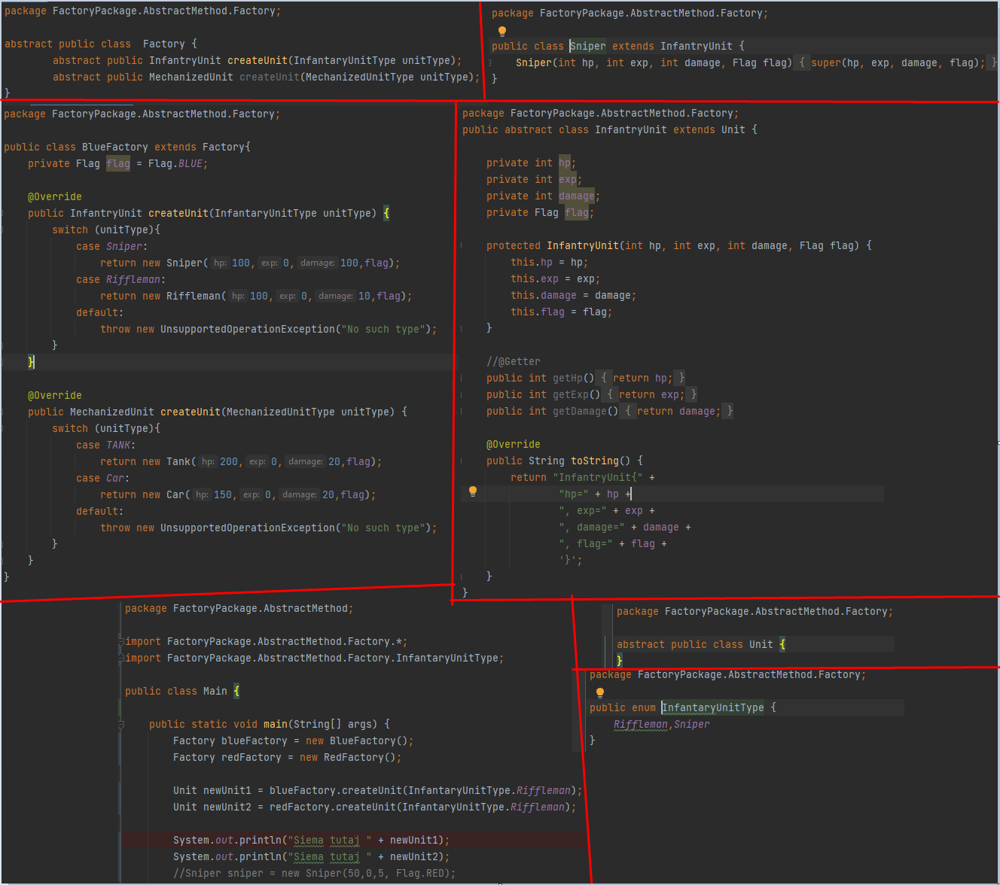 package FactoryPackage.AbstractMethod.Factory;
abstract public class  Factory {
abstract public InfantryUnit createUnit(InfantaryUnitType unitType);
abstract public MechanizedUnit createUnit(MechanizedUnitType unitType);
}
package FactoryPackage.AbstractMethod.Factory;
public class Sniper extends InfantryUnit {
Sniper(int hp, int exp, int damage, Flag flag) { super(hp, exp, damage, flag); }
}
package FactoryPackage.AbstractMethod.Factory;
public class BlueFactory extends Factory{
private Flag flag = Flag.BLUE;
@Override
public InfantryUnit createUnit(InfantaryUnitType unitType) {
switch (unitType){
case Sniper:
return new Sniper( hp: 100, exp: 0, damage: 100,flag);
case Riffleman:
return new Riffleman( hp: 100, exp: 0, damage: 10,flag);
default:
throw new UnsupportedOperationException("No such type");
}
}
@Override
public MechanizedUnit createUnit(MechanizedUnitType unitType) {
switch (unitType){
case TANK:
return new Tank( hp: 200, exp: 0, damage: 20,flag);
case Car:
return new Car( hp: 150, exp: 0, damage: 20,flag);
default:
throw new UnsupportedOperationException("No such type");
}
}
}
package FactoryPackage.AbstractMethod.Factory;
public abstract class InfantryUnit extends Unit {
private int hp;
private int exp;
private int damage;
private Flag flag;
protected InfantryUnit(int hp, int exp, int damage, Flag flag) {
this.hp = hp;
this.exp = exp;
this.damage = damage;
this.flag = flag;
}
//@Getter
public int getHp() { return hp; }
public int getExp() { return exp; }
public int getDamage() { return damage; }
@Override
public String toString() {
return "InfantryUnit{" +
"hp=" + hp +
", exp=" + exp +
", damage=" + damage +
", flag=" + flag +
'}';
}
}
package FactoryPackage.AbstractMethod;
import FactoryPackage.AbstractMethod.Factory.*;
import FactoryPackage.AbstractMethod.Factory.InfantaryUnitType;
public class Main {
public static void main(String[] args) {
Factory blueFactory = new BlueFactory();
Factory redFactory = new RedFactory();
Unit newUnit1 = blueFactory.createUnit(InfantaryUnitType.Riffleman);
Unit newUnit2 = redFactory.createUnit(InfantaryUnitType.Riffleman);
System.out.println("Siema tutaj " + newUnit1);
System.out.println("Siema tutaj " + newUnit2);
//Sniper sniper = new Sniper(50,0,5, Flag.RED);
package FactoryPackage.AbstractMethod.Factory;
abstract public class Unit {
}
package FactoryPackage.AbstractMethod.Factory;
public enum InfantaryUnitType {
Riffleman,Sniper
}